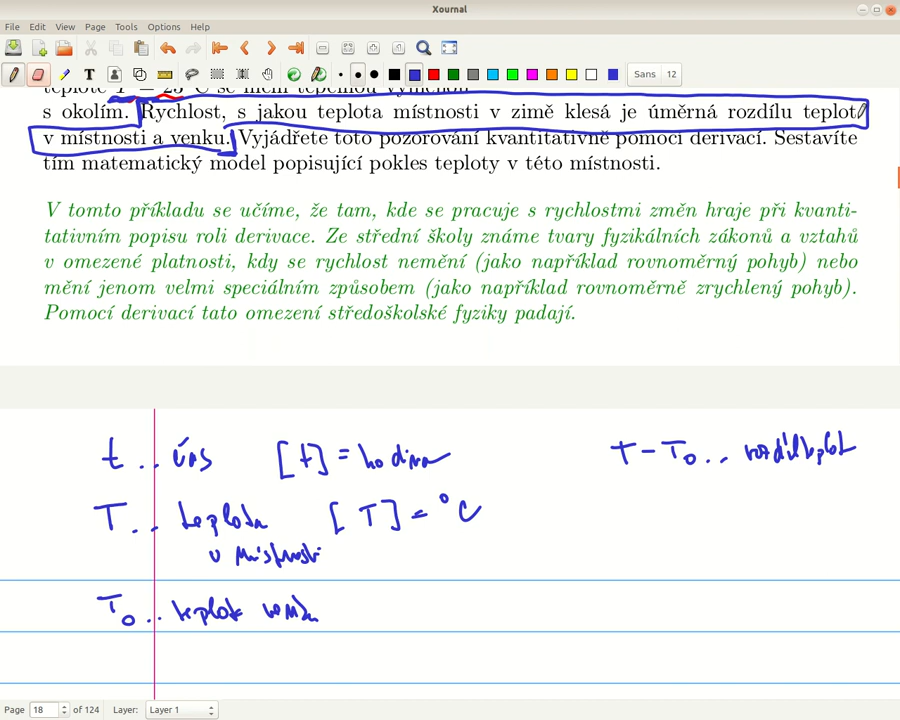 Xournal
File Edit View Page Tools Options Help
Sans 12
s okolím. Rychlost, s jakou teplota místnosti v zimě klesá je úměrná rozdílu teplot
v místnosti a venku. Vyjádřete toto pozorování kvantitativně pomocí derivací. Sestavíte
tím matematický model popisující pokles teploty v této místnosti.
V tomto příkladu se učíme, že tam, kde se pracuje s rychlostmi změn hraje při kvanti-
tativním popisu roli derivace. Ze střední školy známe tvary fyzikálních zákonů a vztahů
v omezené platnosti, kdy se rychlost nemění (jako například rovnoměrný pohyb) nebo
mění jenom velmi speciálním způsobem (jako například rovnoměrně zrychlený pohyb).
Pomocí derivací tato omezení středoškolské fyziky padají.
t .. čas [t] = hodina
T - T₀ .. rozdíl teplot
T .. teplota [T] = °C
v místnosti
T₀ .. teplota venku
Page 18 of 124 Layer: Layer 1